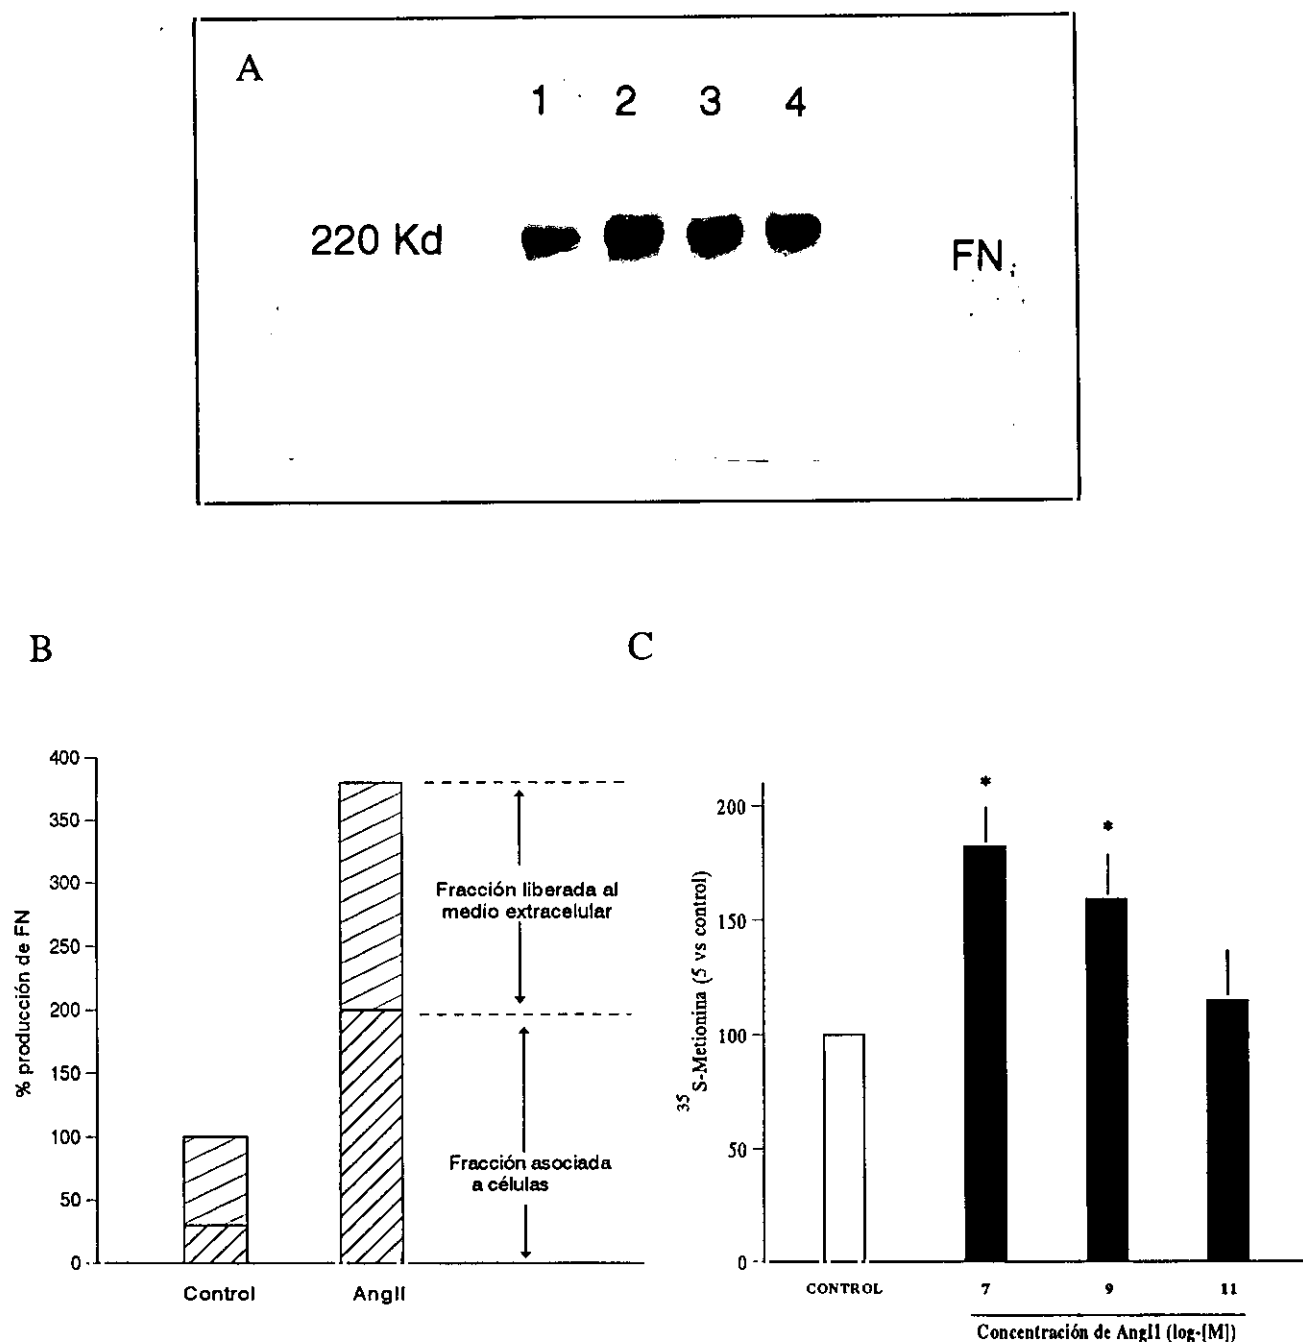 A
1 2 3 4
220 Kd
FN
B
400
350
300
250
200
150
100
50
0
% producción de FN
Fracción liberada al
medio extracelular
Fracción asociada
a células
Control AngII
C
200
150
100
50
0
35 S-Metionina (5 vs control)
* *
CONTROL 7 9 11
Concentración de AngII (log-[M])